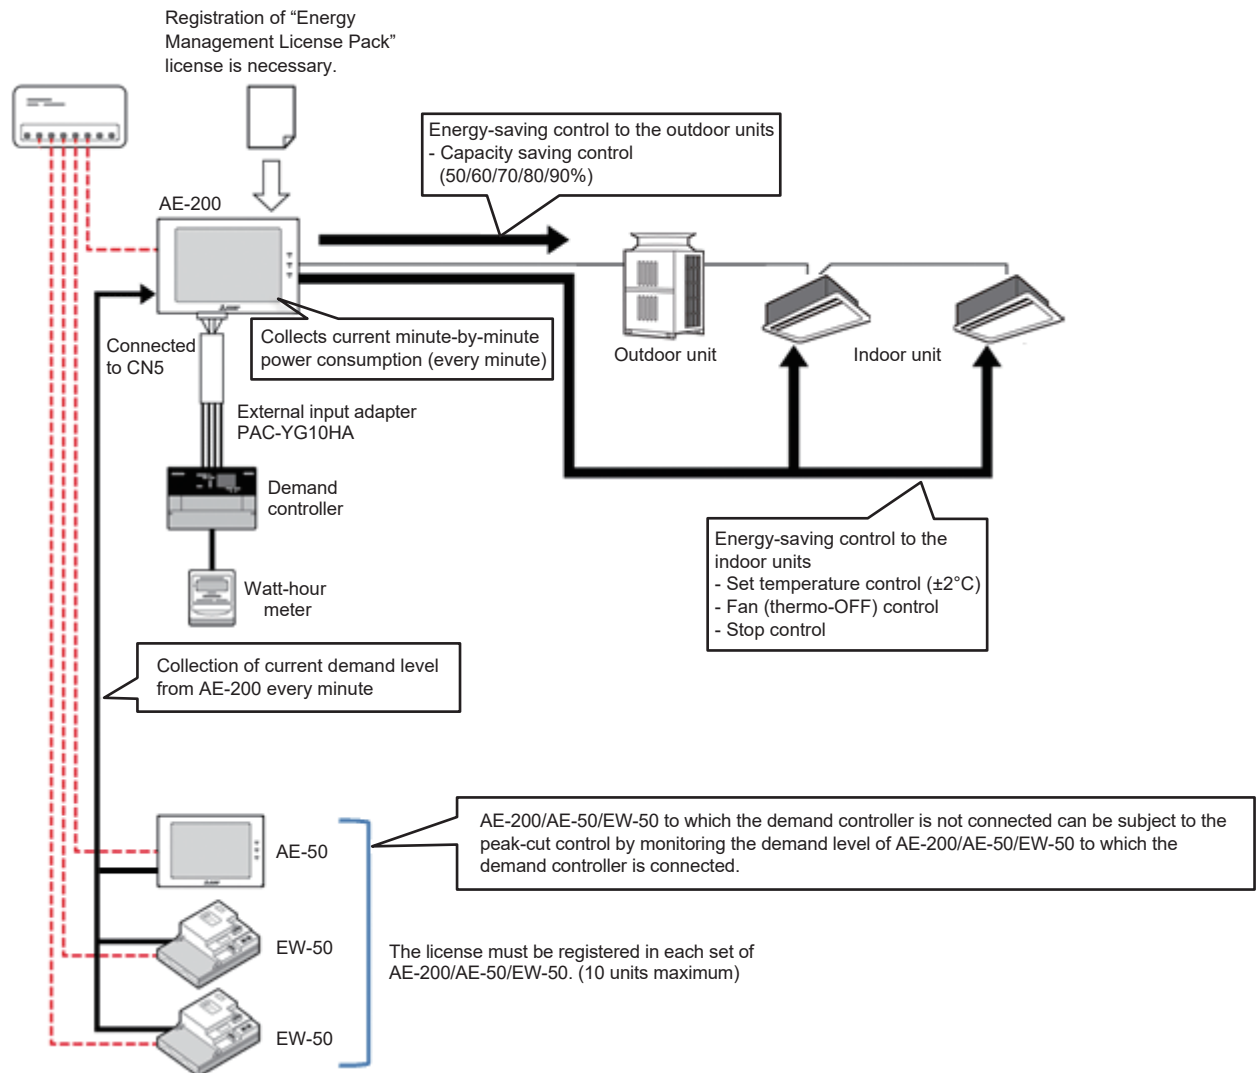 Registration of “Energy
Management License Pack”
license is necessary.
Energy-saving control to the outdoor units
- Capacity saving control
(50/60/70/80/90%)
AE-200
Connected
to CN5
Collects current minute-by-minute
power consumption (every minute)
Outdoor unit
Indoor unit
External input adapter
PAC-YG10HA
Demand
controller
Energy-saving control to the
indoor units
- Set temperature control (±2°C)
- Fan (thermo-OFF) control
- Stop control
Watt-hour
meter
Collection of current demand level
from AE-200 every minute
AE-200/AE-50/EW-50 to which the demand controller is not connected can be subject to the
peak-cut control by monitoring the demand level of AE-200/AE-50/EW-50 to which the
demand controller is connected.
AE-50
EW-50
The license must be registered in each set of
AE-200/AE-50/EW-50. (10 units maximum)
EW-50